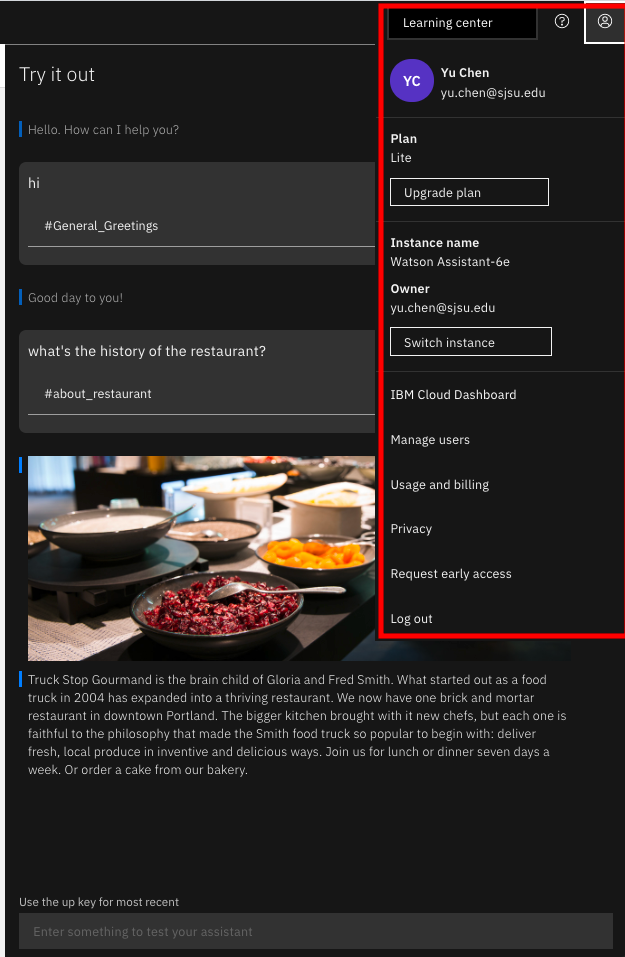 Learning center
Try it out
YC
Yu Chen
yu.chen@sjsu.edu
Hello. How can I help you?
Plan
Lite
hi
Upgrade plan
#General_Greetings
Instance name
Watson Assistant-6e
Owner
Good day to you!
yu.chen@sjsu.edu
Switch instance
what's the history of the restaurant?
#about_restaurant
IBM Cloud Dashboard
Manage users
Usage and billing
Privacy
Request early access
Log out
Truck Stop Gourmand is the brain child of Gloria and Fred Smith. What started out as a food
truck in 2004 has expanded into a thriving restaurant. We now have one brick and mortar
restaurant in downtown Portland. The bigger kitchen brought with it new chefs, but each one is
faithful to the philosophy that made the Smith food truck so popular to begin with: deliver
fresh, local produce in inventive and delicious ways. Join us for lunch or dinner seven days a
week. Or order a cake from our bakery.
Use the up key for most recent
Enter something to test your assistant